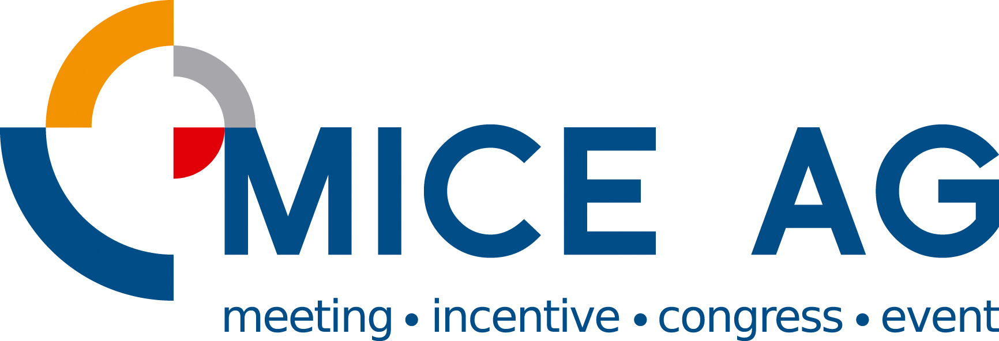 MICE AG
meeting • incentive • congress • event